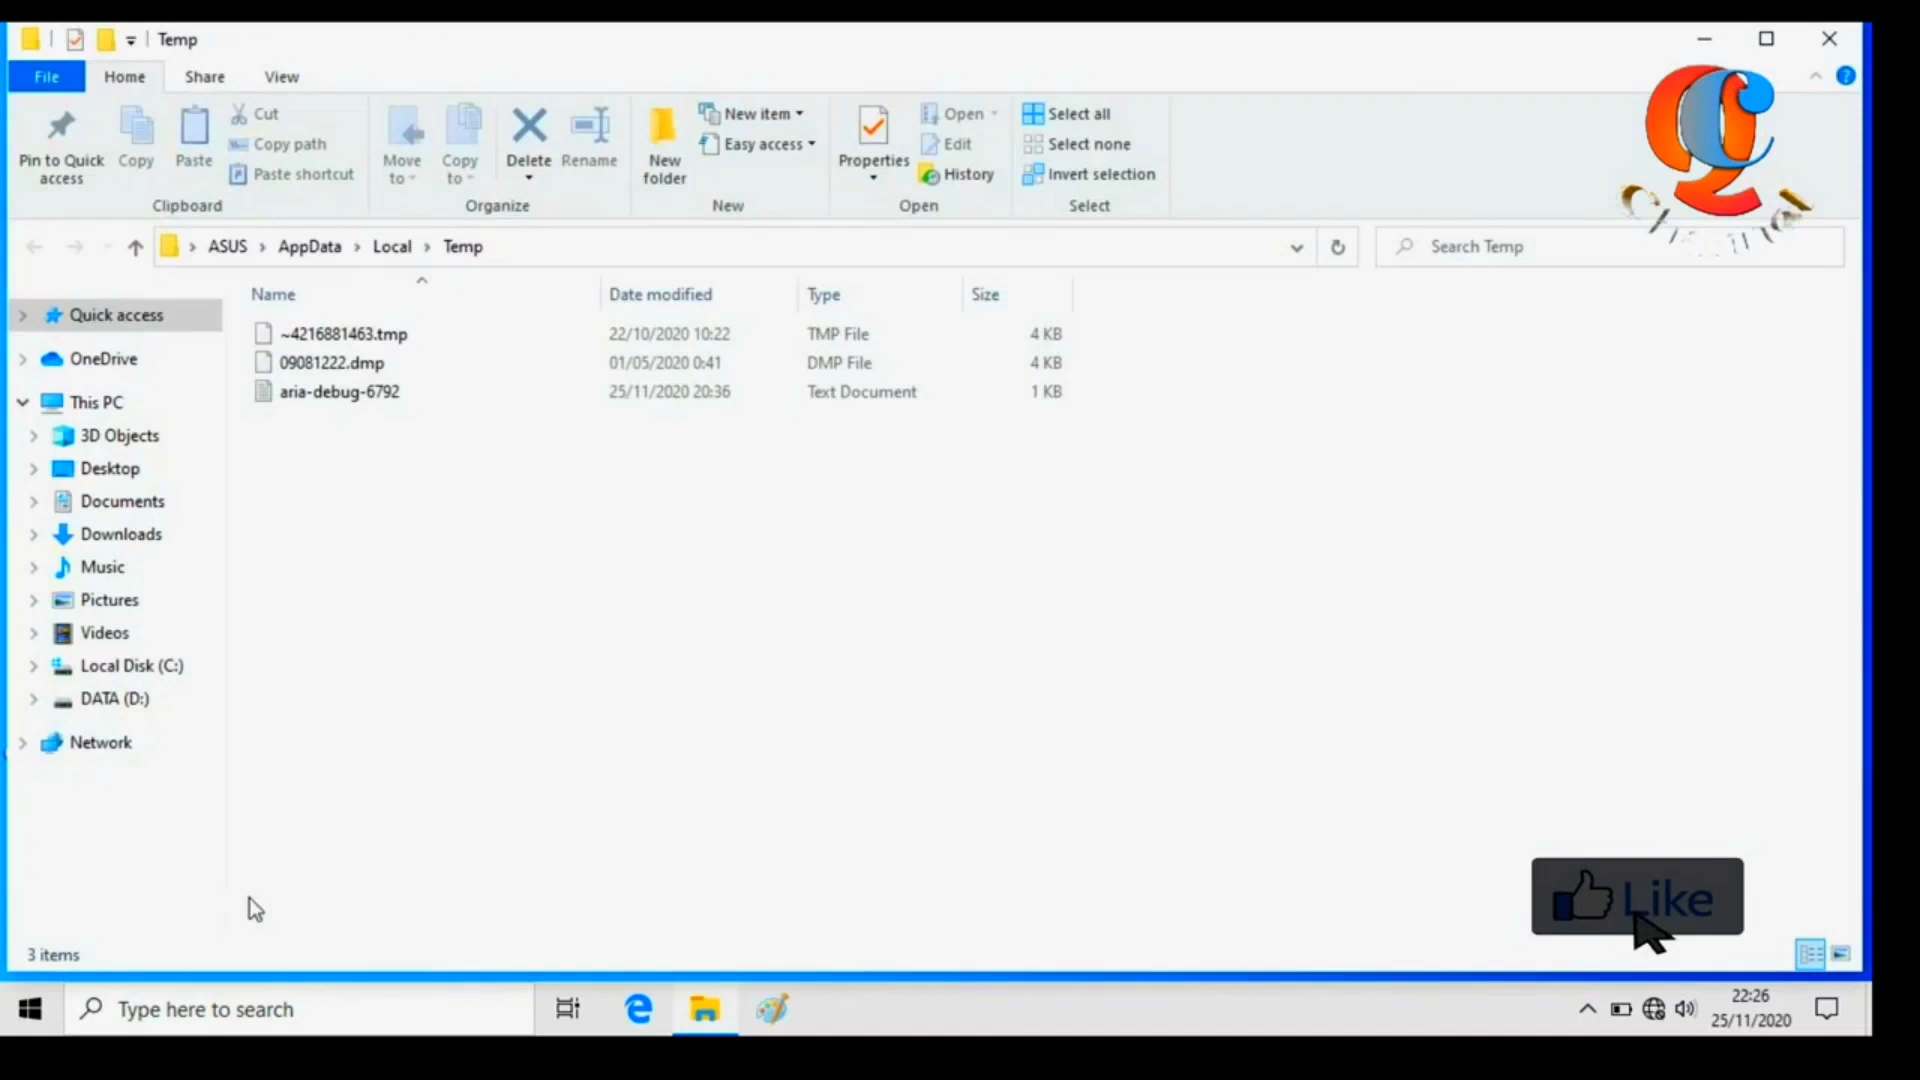 Temp
File Home Share View
Pin to Quick access
Copy
Paste
Cut
Copy path
Paste shortcut
Clipboard
Move to
Copy to
Delete
Rename
Organize
New folder
New item
Easy access
New
Properties
Open
Edit
History
Open
Select all
Select none
Invert selection
Select
ASUS > AppData > Local > Temp
Search Temp
Name Date modified Type Size
~4216881463.tmp 22/10/2020 10:22 TMP File 4 KB
09081222.dmp 01/05/2020 0:41 DMP File 4 KB
aria-debug-6792 25/11/2020 20:36 Text Document 1 KB
Quick access
OneDrive
This PC
3D Objects
Desktop
Documents
Downloads
Music
Pictures
Videos
Local Disk (C:)
DATA (D:)
Network
Like
3 items
Type here to search
22:26
25/11/2020